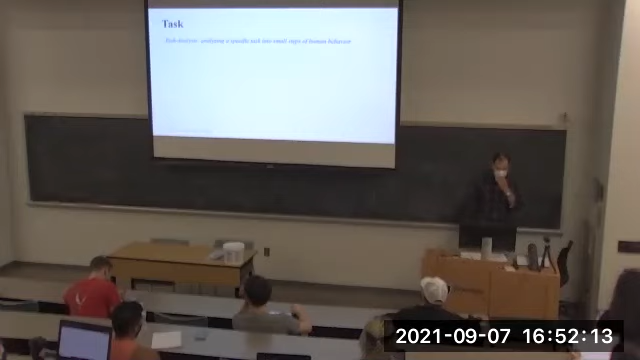 Task
Task analysis: analyzing a specific task into small steps of human behavior
2021-09-07 16:52:13